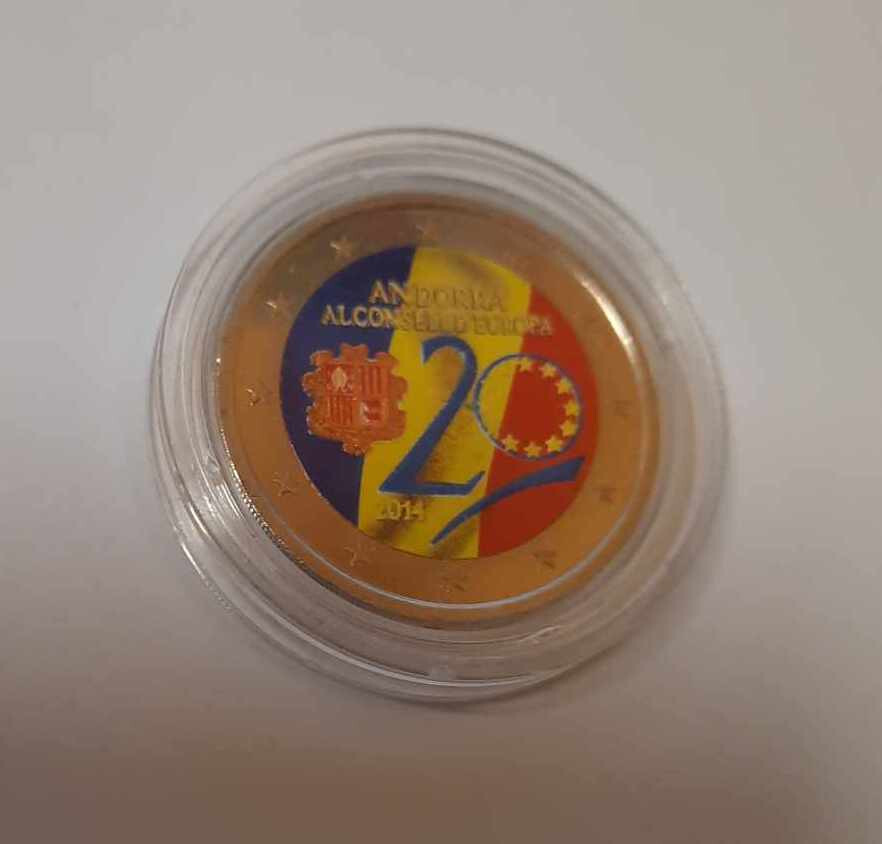 ANDORRA
AL CONSELL D'EUROPA
20
2014